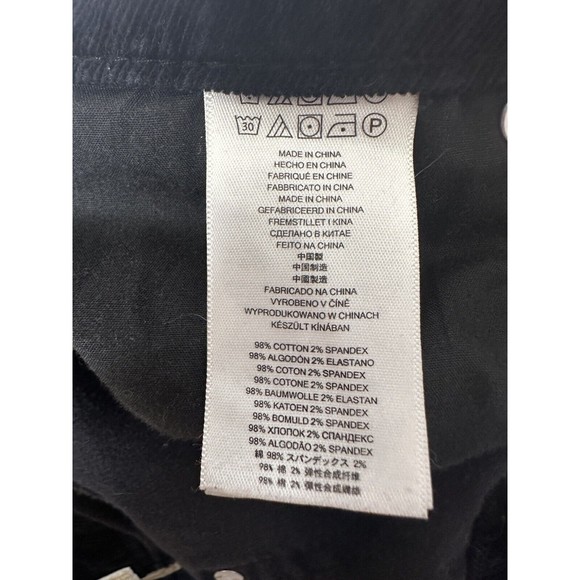 30 P
MADE IN CHINA
HECHO EN CHINA
FABRIQUÉ EN CHINE
FABBRICATO IN CINA
MADE IN CHINA
GEFABRICEERD IN CHINA
FREMSTILLET I KINA
СДЕЛАНО В КИТАЕ
FEITO NA CHINA
中国製
中国制造
中國製造
FABRICADO NA CHINA
VYROBENO V ČÍNĚ
WYPRODUKOWANO W CHINACH
KÉSZÜLT KÍNÁBAN
98% COTTON 2% SPANDEX
98% ALGODÓN 2% ELASTANO
98% COTON 2% SPANDEX
98% COTONE 2% SPANDEX
98% BAUMWOLLE 2% ELASTAN
98% KATOEN 2% SPANDEX
98% BOMULD 2% SPANDEX
98% ХЛОПОК 2% СПАНДЕКС
98% ALGODÃO 2% SPANDEX
綿 98% スパンデックス 2%
98% 棉 2% 弹性合成纤维
98% 棉 2% 彈性合成纖維